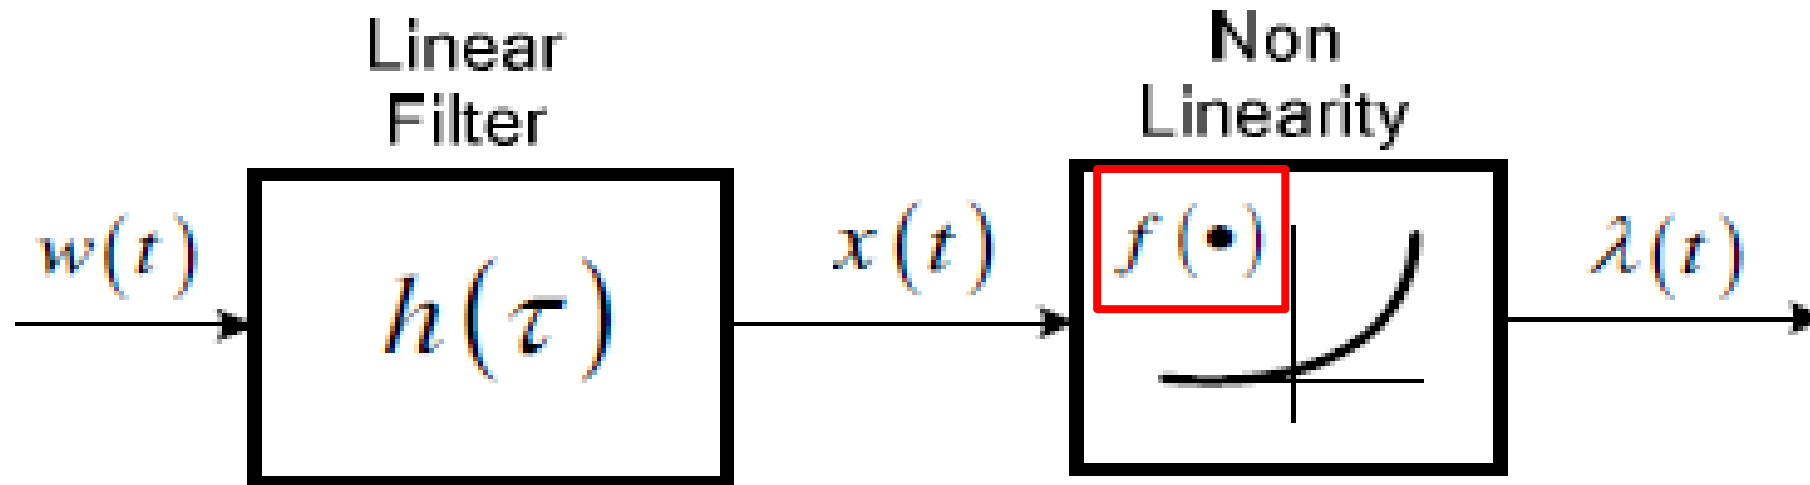 Linear
Filter
Non
Linearity
w(t)
h(τ)
x(t)
f(•)
λ(t)